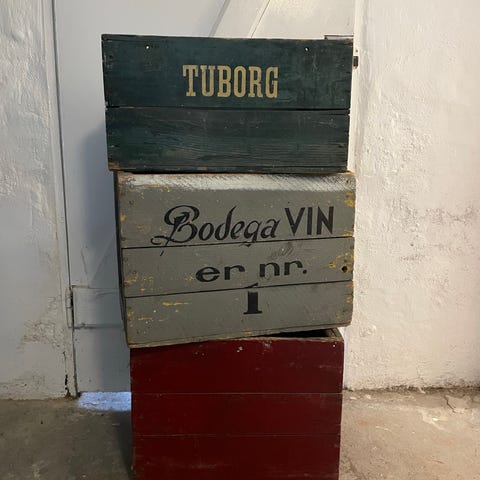 TUBORG
Bodega VIN
er nr.
1